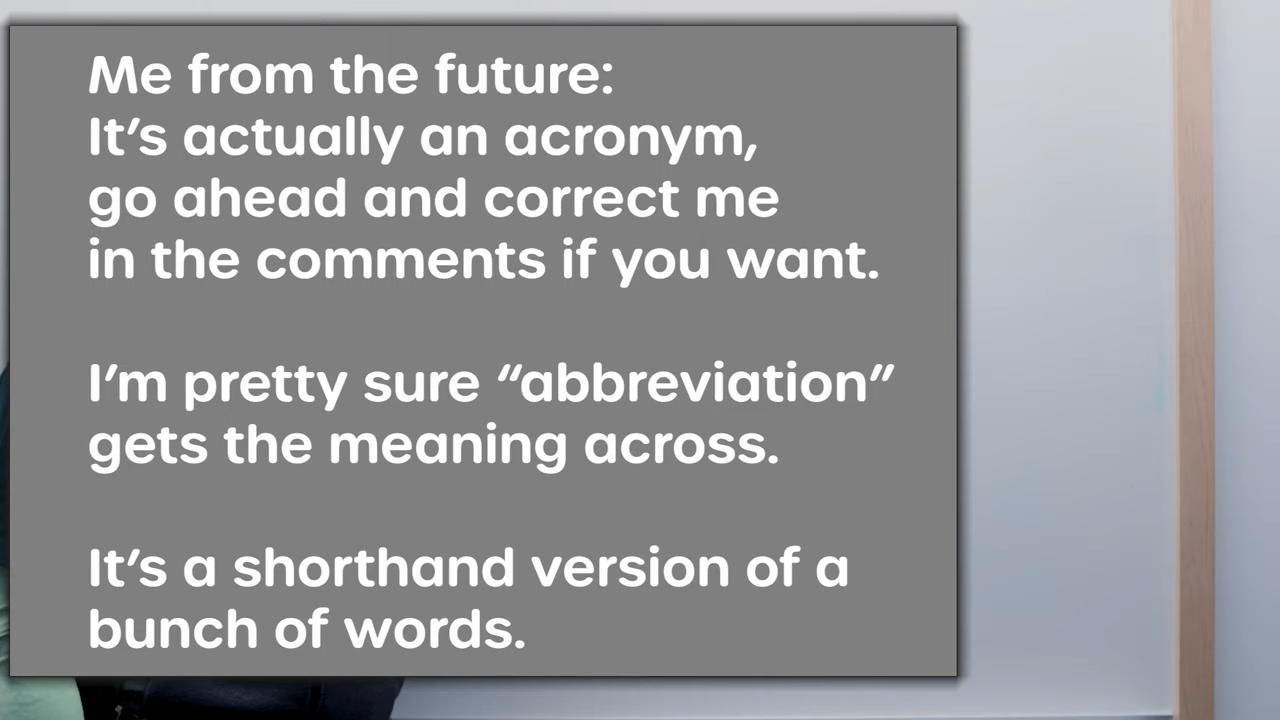 Me from the future:
It’s actually an acronym,
go ahead and correct me
in the comments if you want.
I’m pretty sure “abbreviation”
gets the meaning across.
It’s a shorthand version of a
bunch of words.